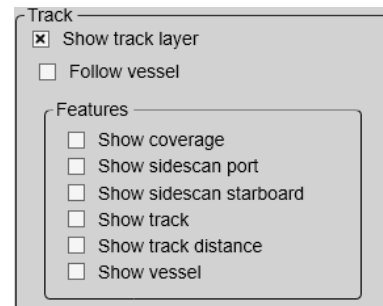 Track
Show track layer
Follow vessel
Features
Show coverage
Show sidescan port
Show sidescan starboard
Show track
Show track distance
Show vessel